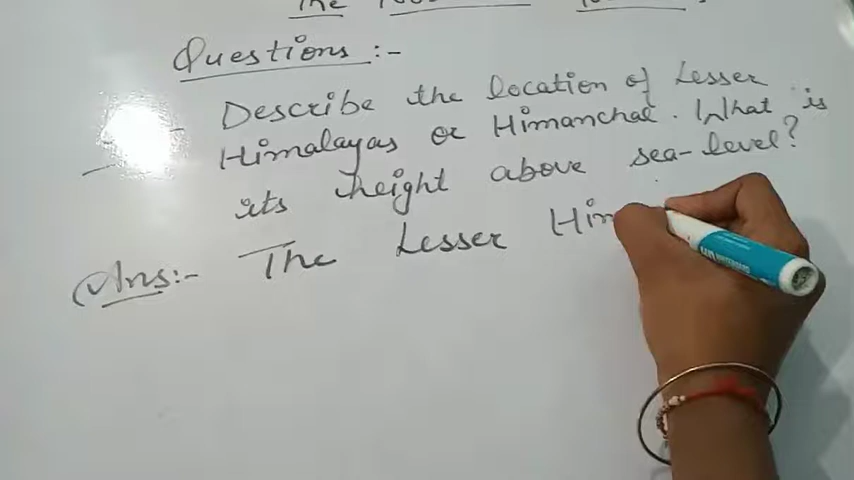 The
Questions :-
- Describe the location of Lesser
Himalayas or Himanchal. What is
its height above sea-level?
Ans:- The Lesser Him